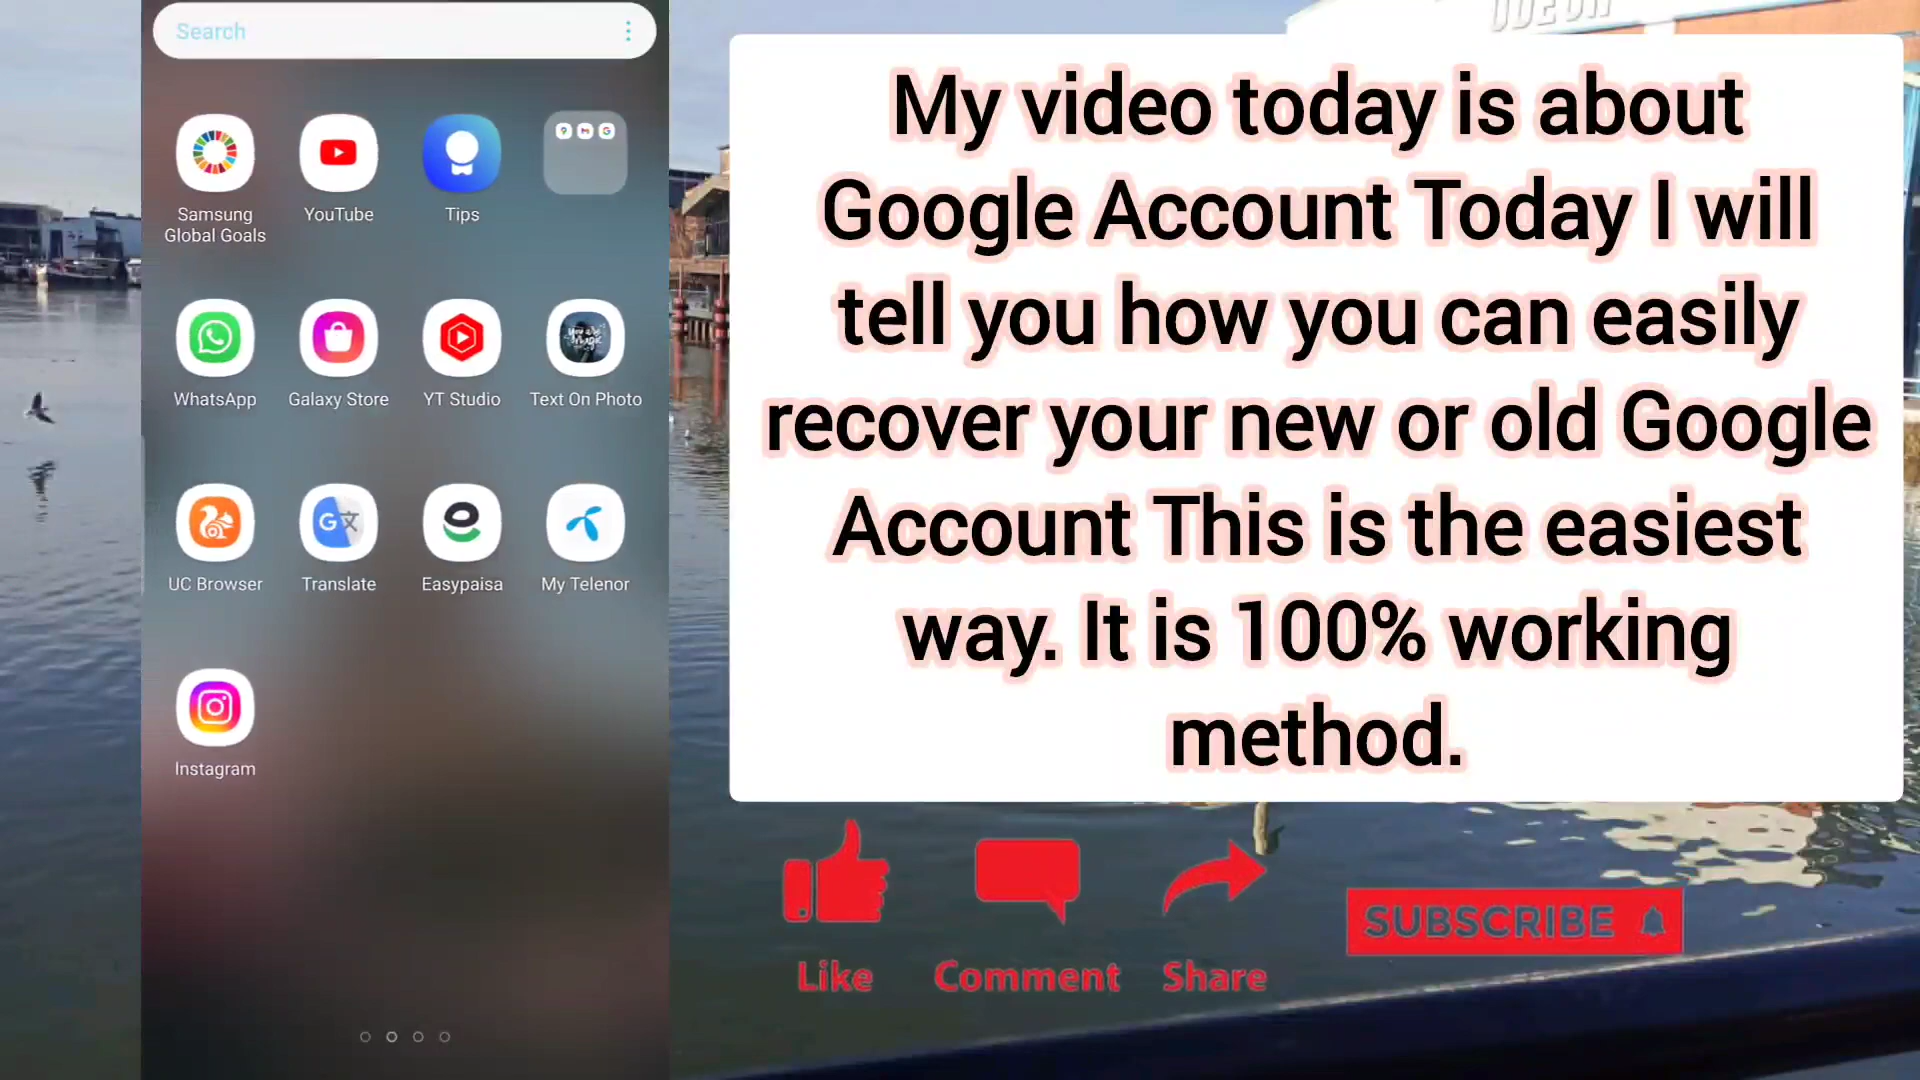 Search
Samsung
Global Goals
YouTube
Tips
WhatsApp
Galaxy Store
YT Studio
Text On Photo
UC Browser
Translate
Easypaisa
My Telenor
Instagram
ODEON
My video today is about
Google Account Today I will
tell you how you can easily
recover your new or old Google
Account This is the easiest
way. It is 100% working
method.
Like
Comment
Share
SUBSCRIBE